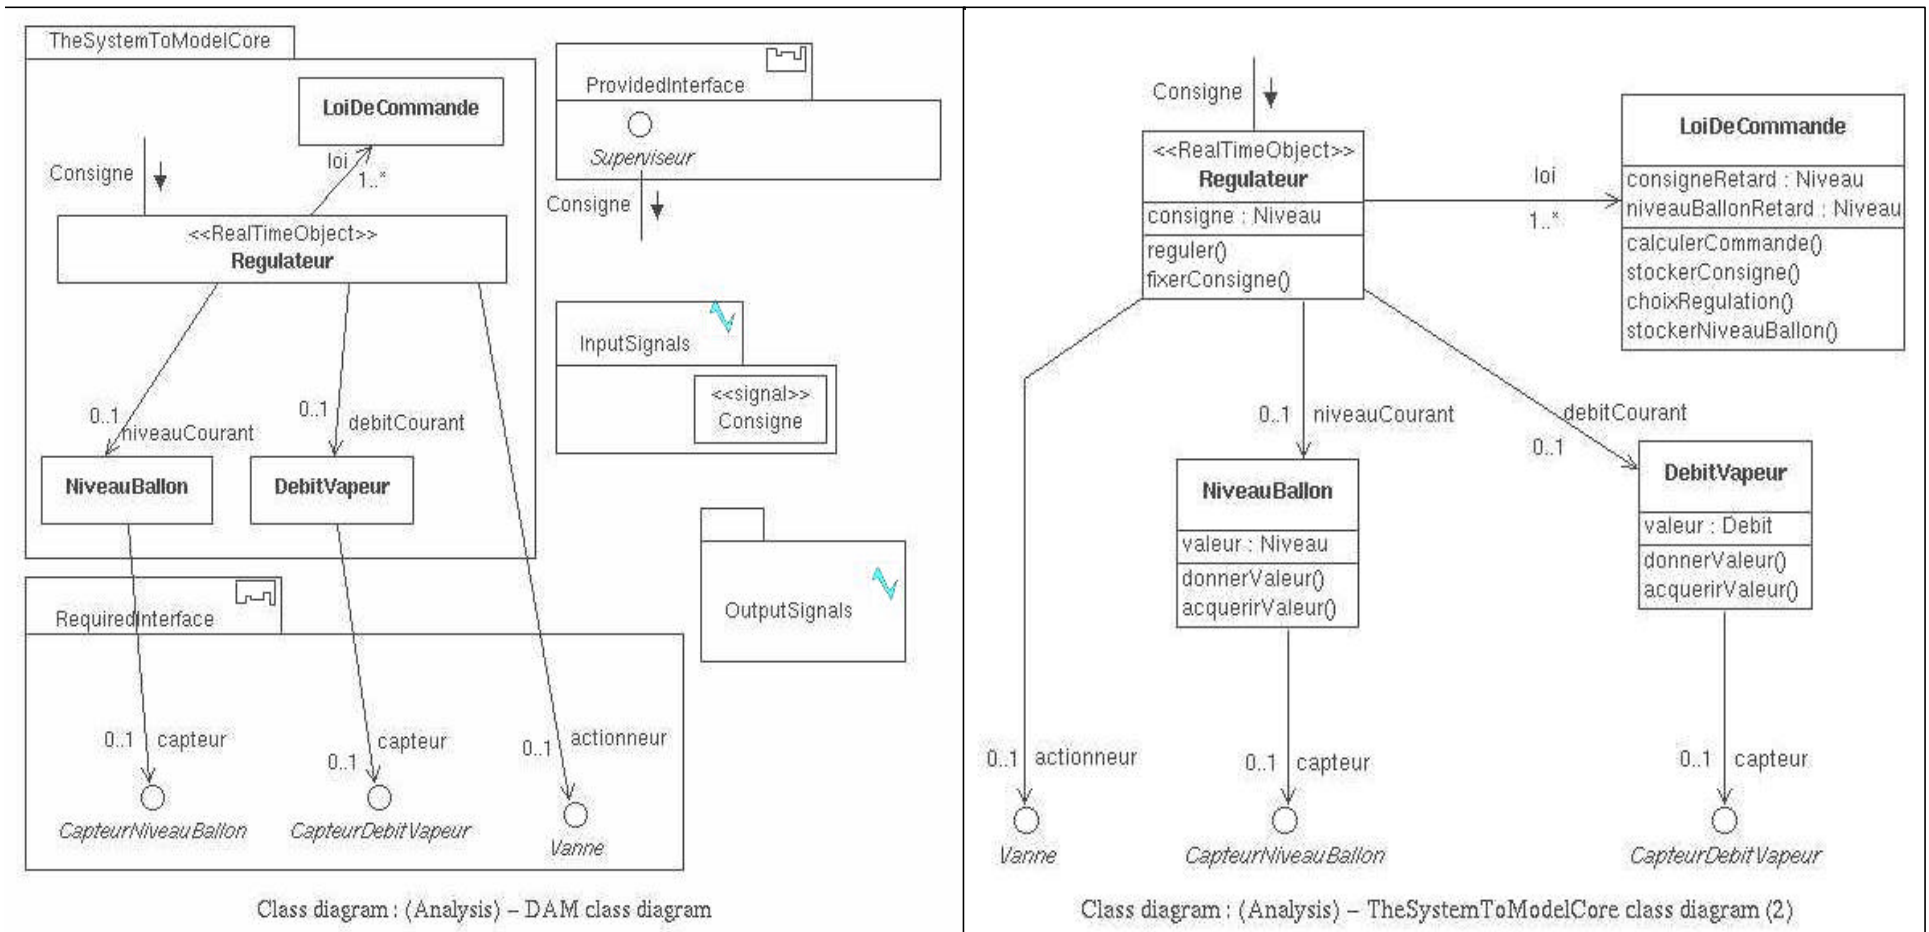 TheSystemToModelCore
LoiDeCommande
loi
1..*
Consigne
<<RealTimeObject>>
Regulateur
0..1
niveauCourant
0..1
debitCourant
NiveauBallon
DebitVapeur
ProvidedInterface
Superviseur
Consigne
InputSignals
<<signal>>
Consigne
OutputSignals
RequiredInterface
0..1
capteur
0..1
capteur
0..1
actionneur
CapteurNiveauBallon
CapteurDebitVapeur
Vanne
Class diagram : (Analysis) – DAM class diagram
Consigne
<<RealTimeObject>>
Regulateur
consigne : Niveau
reguler()
fixerConsigne()
loi
1..*
LoiDeCommande
consigneRetard : Niveau
niveauBallonRetard : Niveau
calculerCommande()
stockerConsigne()
choixRegulation()
stockerNiveauBallon()
0..1
niveauCourant
debitCourant
0..1
NiveauBallon
valeur : Niveau
donnerValeur()
acquerirValeur()
DebitVapeur
valeur : Debit
donnerValeur()
acquerirValeur()
0..1
actionneur
0..1
capteur
0..1
capteur
Vanne
CapteurNiveauBallon
CapteurDebitVapeur
Class diagram : (Analysis) – TheSystemToModelCore class diagram (2)